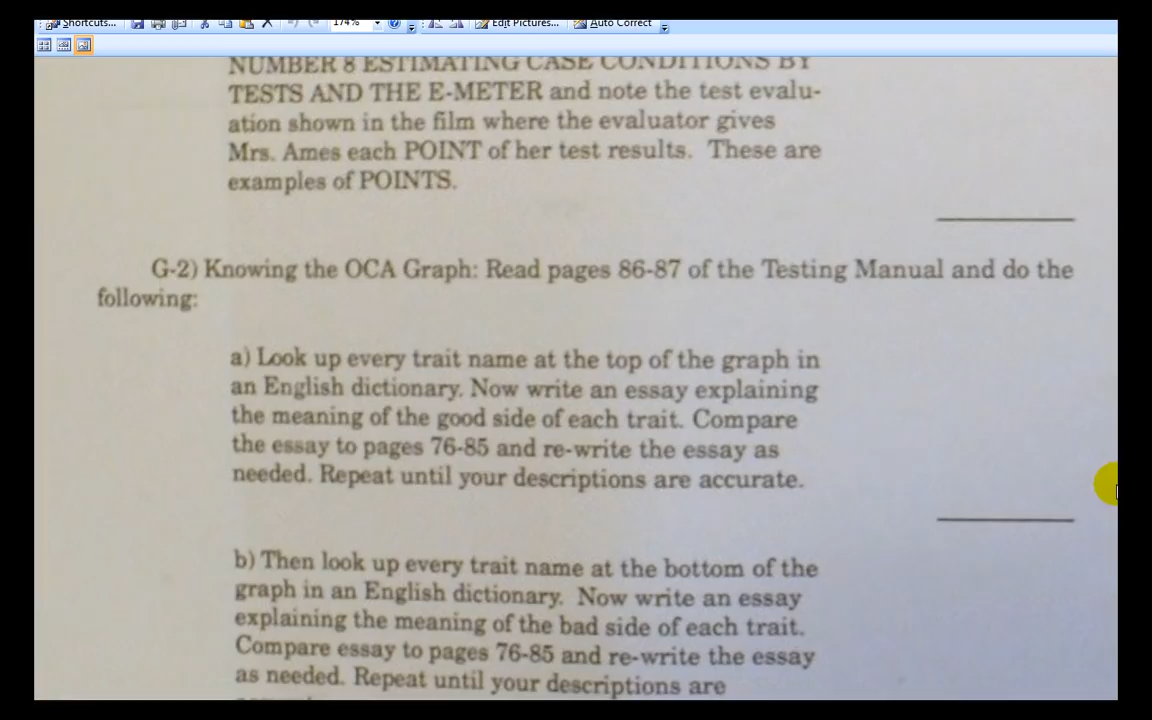 Shortcuts...
174%
Edit Pictures...
Auto Correct
NUMBER 8 ESTIMATING CASE CONDITIONS BY
TESTS AND THE E-METER and note the test evalu-
ation shown in the film where the evaluator gives
Mrs. Ames each POINT of her test results. These are
examples of POINTS.
G-2) Knowing the OCA Graph: Read pages 86-87 of the Testing Manual and do the
following:
a) Look up every trait name at the top of the graph in
an English dictionary. Now write an essay explaining
the meaning of the good side of each trait. Compare
the essay to pages 76-85 and re-write the essay as
needed. Repeat until your descriptions are accurate.
b) Then look up every trait name at the bottom of the
graph in an English dictionary. Now write an essay
explaining the meaning of the bad side of each trait.
Compare essay to pages 76-85 and re-write the essay
as needed. Repeat until your descriptions are